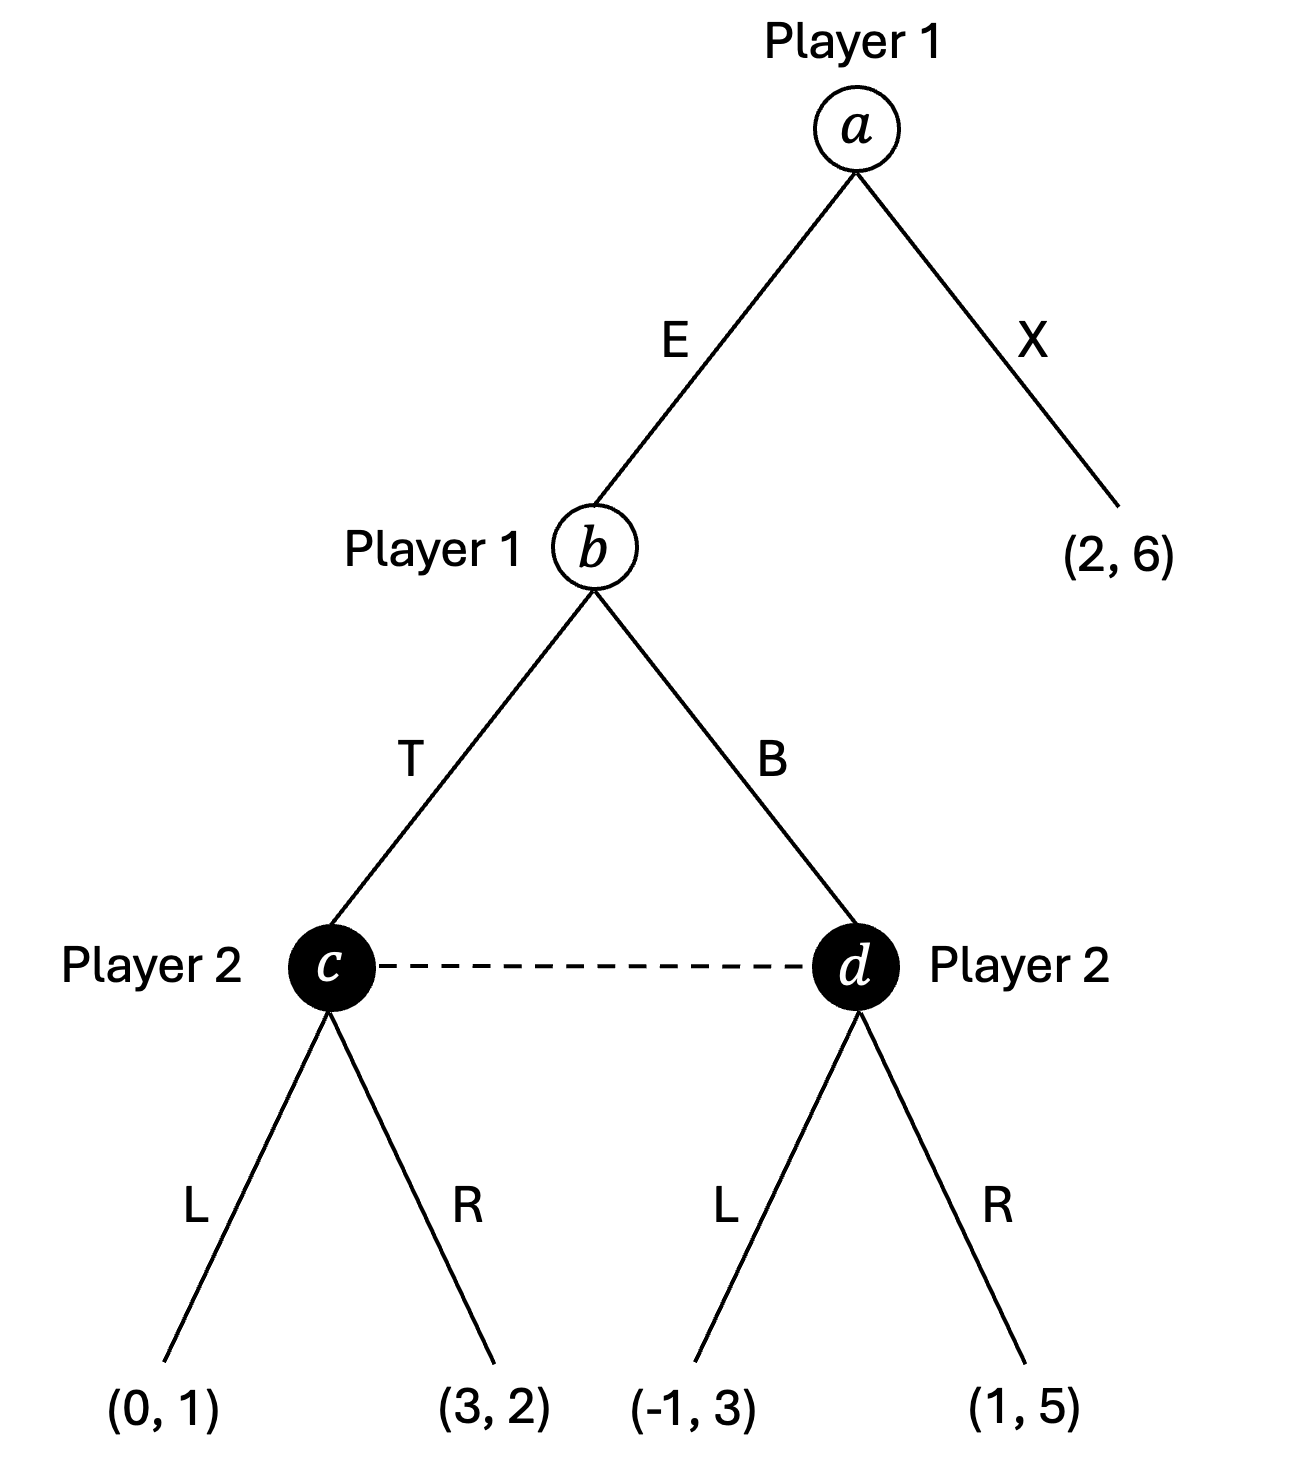 Player 1
a
E
X
Player 1
b
(2, 6)
T
B
Player 2
c
d
Player 2
L
R
L
R
(0, 1)
(3, 2)
(-1, 3)
(1, 5)